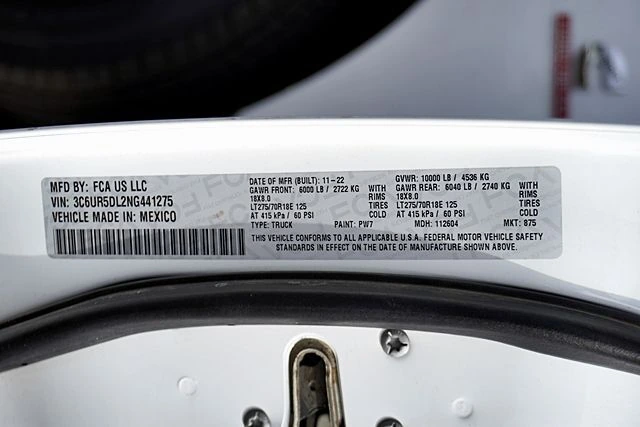 MFD BY: FCA US LLC
VIN: 3C6UR5DL2NG441275
VEHICLE MADE IN: MEXICO
DATE OF MFR (BUILT): 11-22
GAWR FRONT: 6000 LB / 2722 KG WITH
18X8.0 RIMS
LT275/70R18E 125 TIRES
AT 415 kPa / 60 PSI COLD
TYPE: TRUCK PAINT: PW7
GVWR: 10000 LB / 4536 KG
GAWR REAR: 6040 LB / 2740 KG WITH
18X8.0 RIMS
LT275/70R18E 125 TIRES
AT 415 kPa / 60 PSI COLD
MDH: 112604 MKT: 875
THIS VEHICLE CONFORMS TO ALL APPLICABLE U.S.A. FEDERAL MOTOR VEHICLE SAFETY
STANDARDS IN EFFECT ON THE DATE OF MANUFACTURE SHOWN ABOVE.